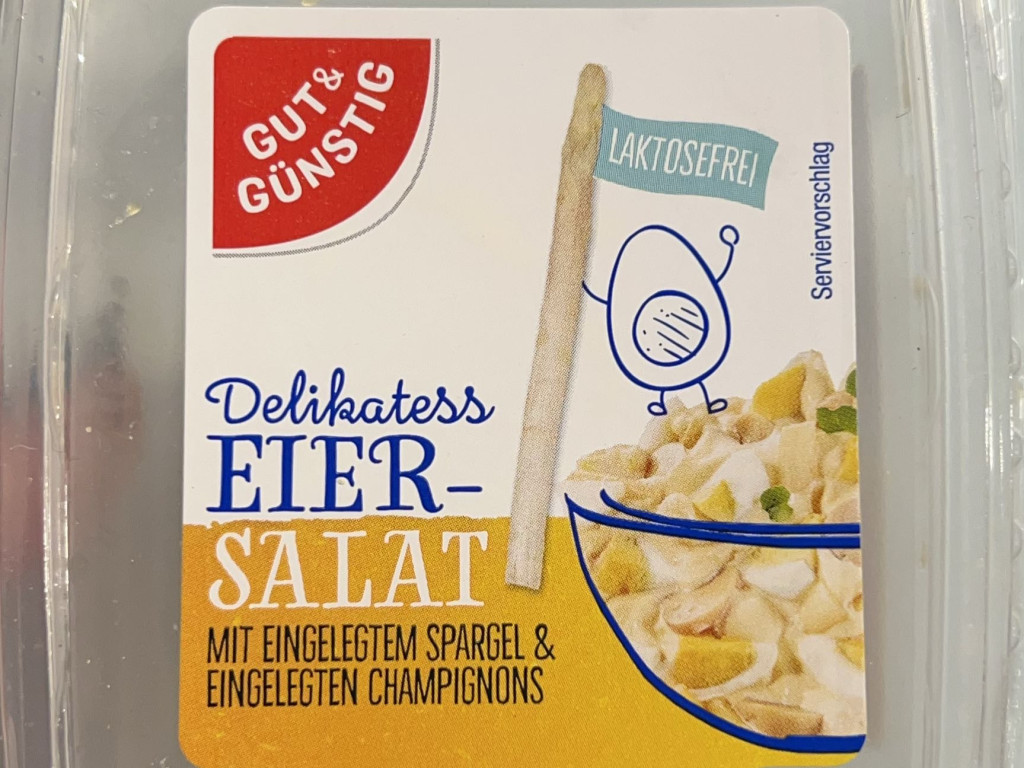 GUT&
GÜNSTIG
LAKTOSEFREI
Serviervorschlag
Delikatess
EIER-
SALAT
MIT EINGELEGTEM SPARGEL &
EINGELEGTEN CHAMPIGNONS